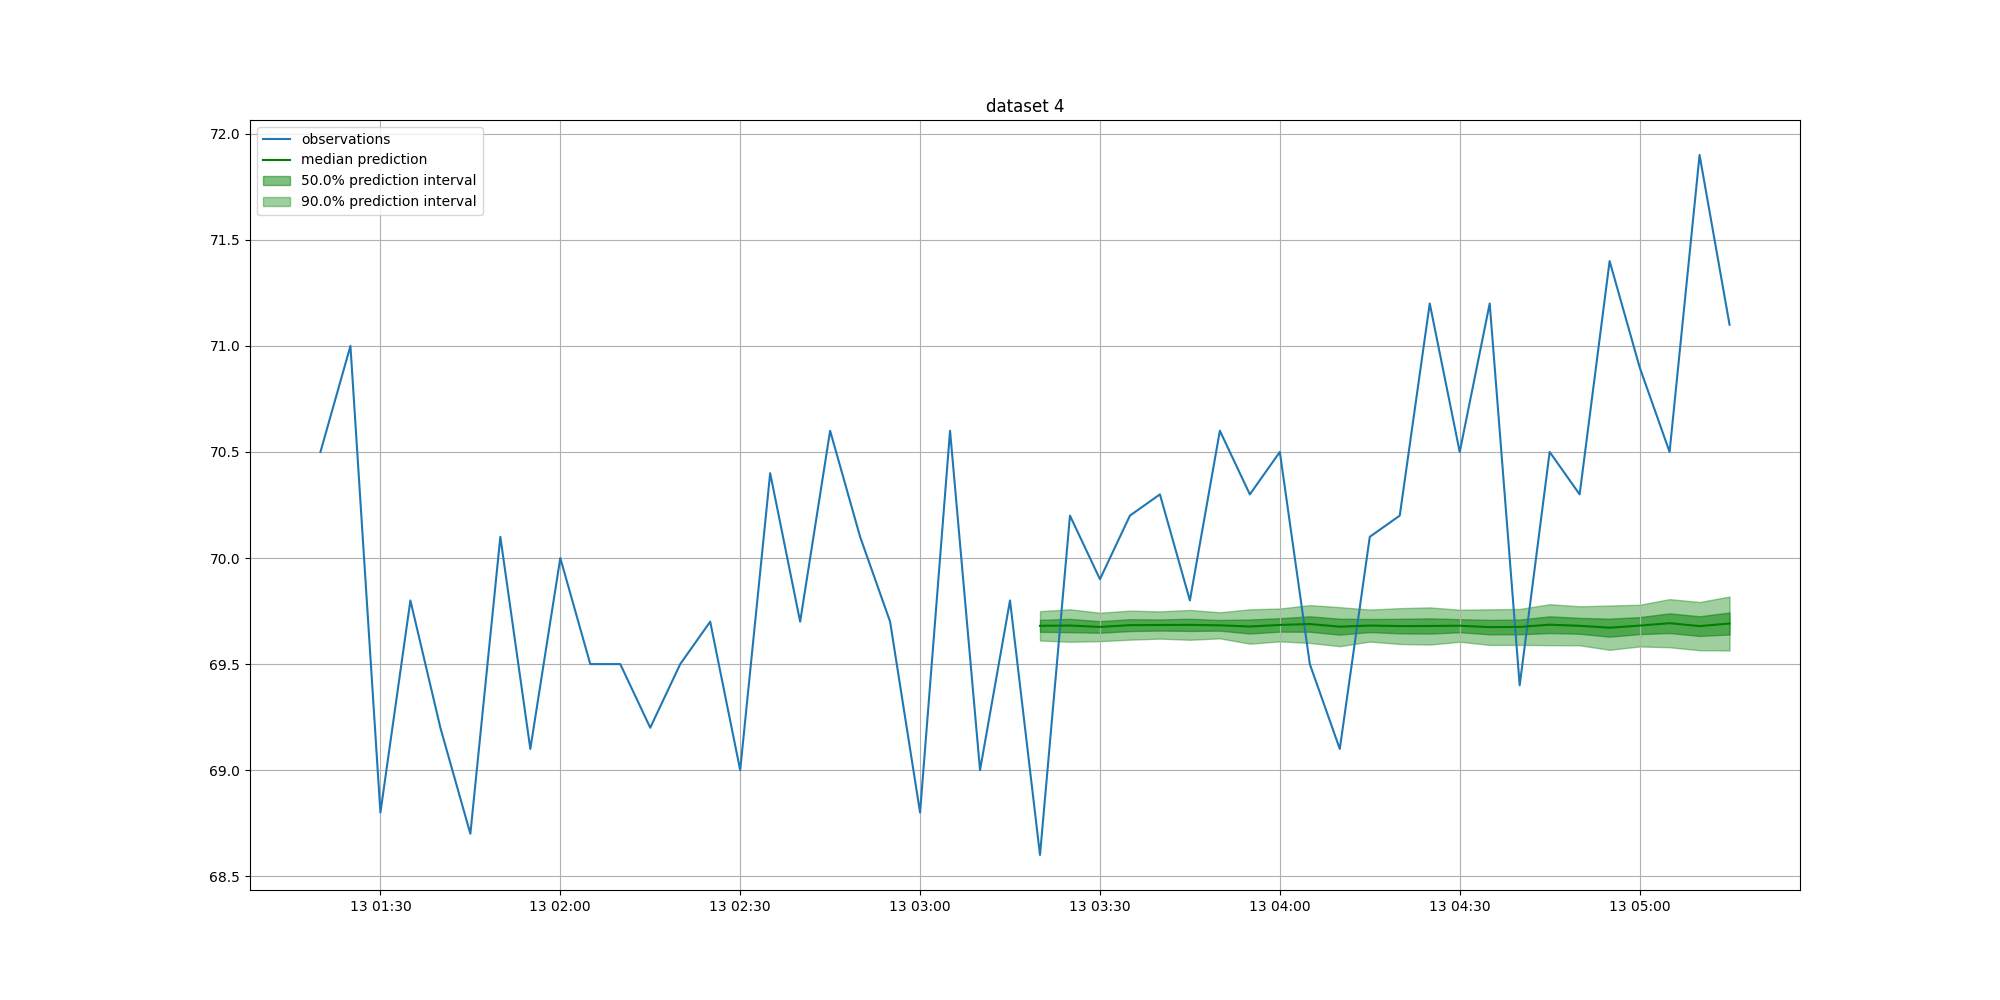 dataset 4
observations
median prediction
50.0% prediction interval
90.0% prediction interval
72.0
71.5
71.0
70.5
70.0
69.5
69.0
68.5
13 01:30 13 02:00 13 02:30 13 03:00 13 03:30 13 04:00 13 04:30 13 05:00